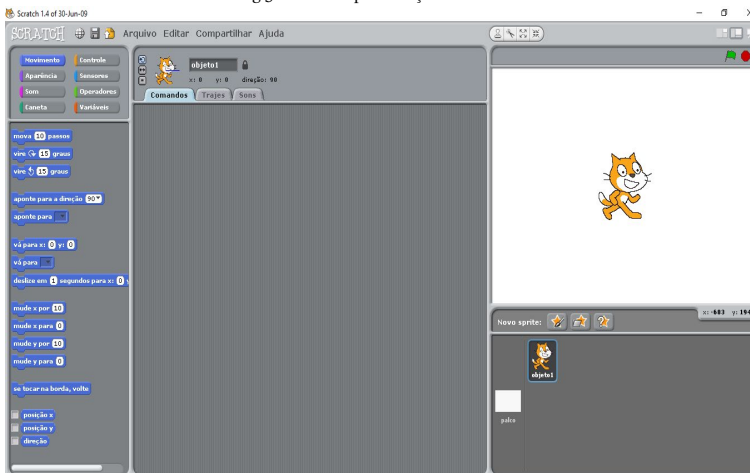 Scratch 1.4 of 30-Jun-09
SCRATCH Arquivo Editar Compartilhar Ajuda
Movimento Controle
Aparência Sensores
Som Operadores
Caneta Variáveis
objeto1
x: 0 y: 0 direção: 90
Comandos Trajes Sons
mova 10 passos
vire 15 graus
vire 15 graus
aponte para a direção 90
aponte para
vá para x: 0 y: 0
vá para
deslize em 1 segundos para x: 0 y
mude x por 10
mude x para 0
mude y por 10
mude y para 0
se tocar na borda, volte
posição x
posição y
direção
x: -683 y: 194
Novo sprite:
objeto1
palco